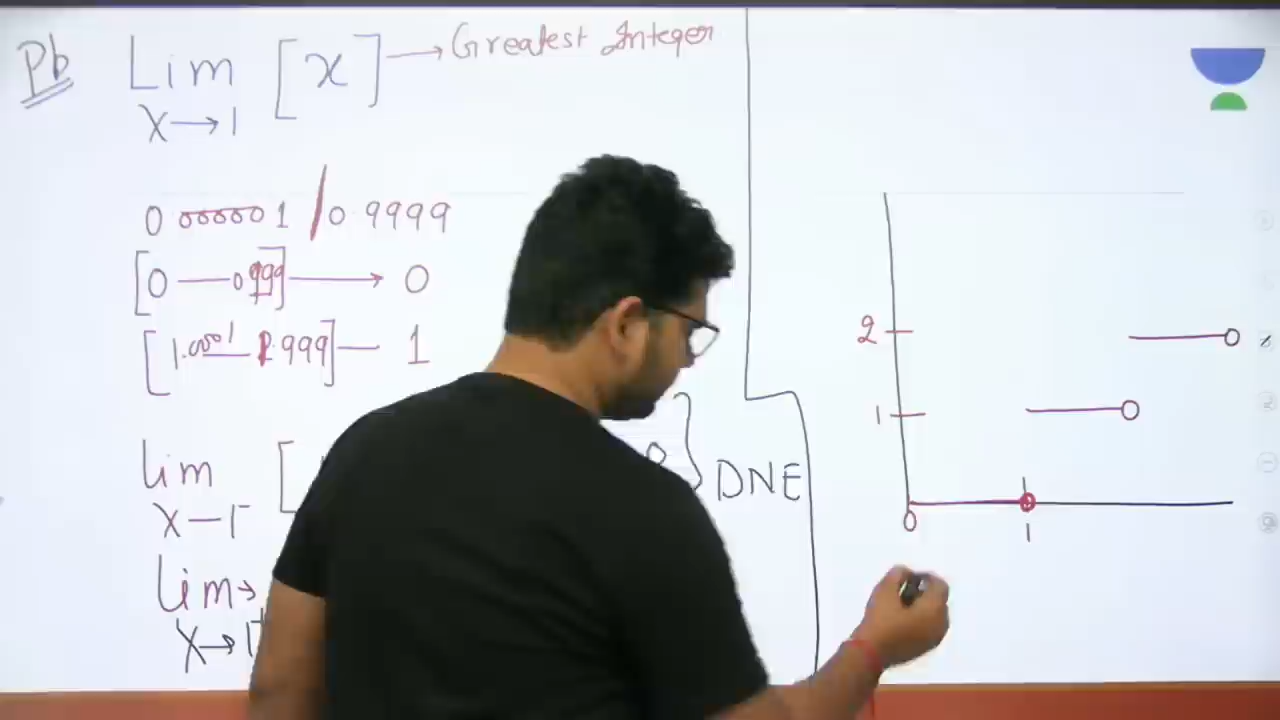 Pb Lim [x] → Greatest Integer
x→1
0 000001 / 0.9999
[0 — 0.999] → 0
[1.0001 — 1.999] — 1
lim [
x—1⁻
DNE
lim→
x→1⁺
2
1
0
1